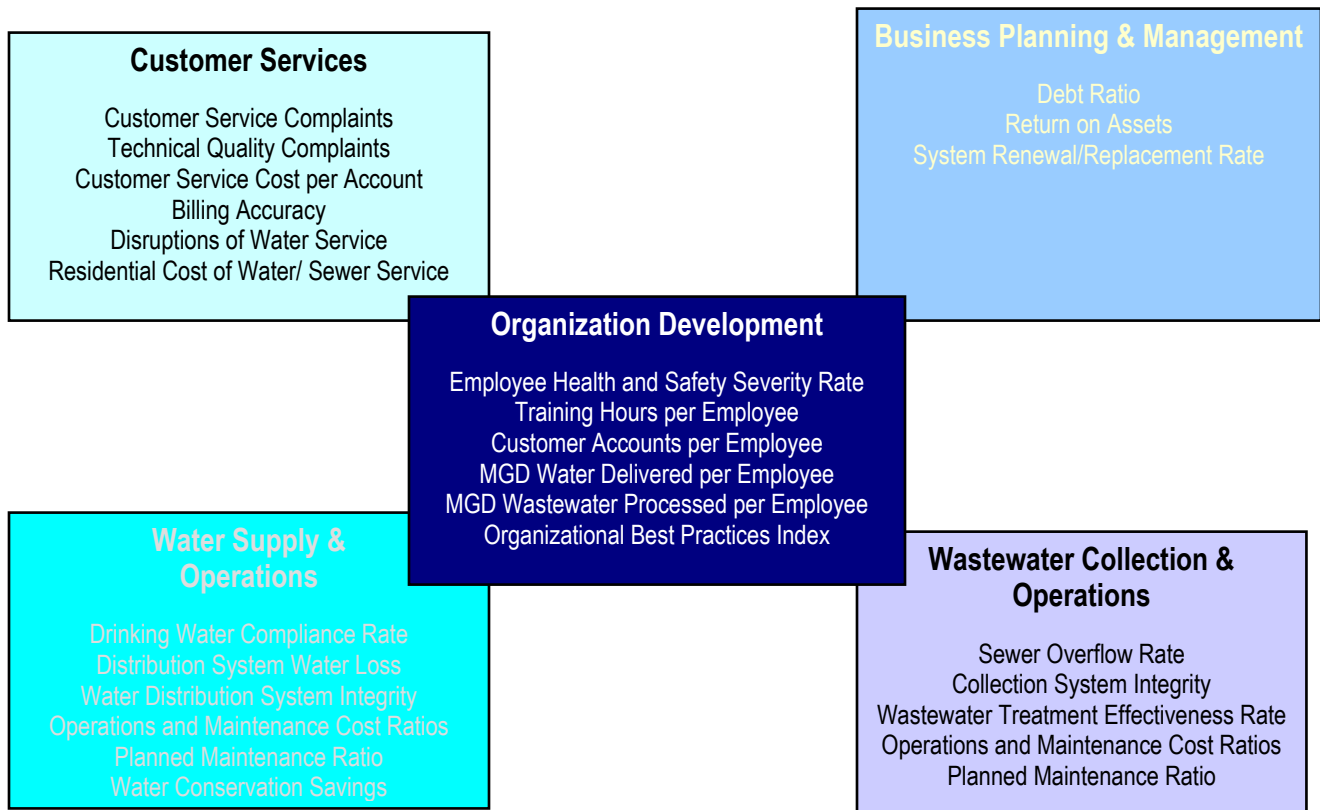 Customer Services
Customer Service Complaints
Technical Quality Complaints
Customer Service Cost per Account
Billing Accuracy
Disruptions of Water Service
Residential Cost of Water/ Sewer Service
Business Planning & Management
Debt Ratio
Return on Assets
System Renewal/Replacement Rate
Organization Development
Employee Health and Safety Severity Rate
Training Hours per Employee
Customer Accounts per Employee
MGD Water Delivered per Employee
MGD Wastewater Processed per Employee
Organizational Best Practices Index
Water Supply &
Operations
Drinking Water Compliance Rate
Distribution System Water Loss
Water Distribution System Integrity
Operations and Maintenance Cost Ratios
Planned Maintenance Ratio
Water Conservation Savings
Wastewater Collection &
Operations
Sewer Overflow Rate
Collection System Integrity
Wastewater Treatment Effectiveness Rate
Operations and Maintenance Cost Ratios
Planned Maintenance Ratio